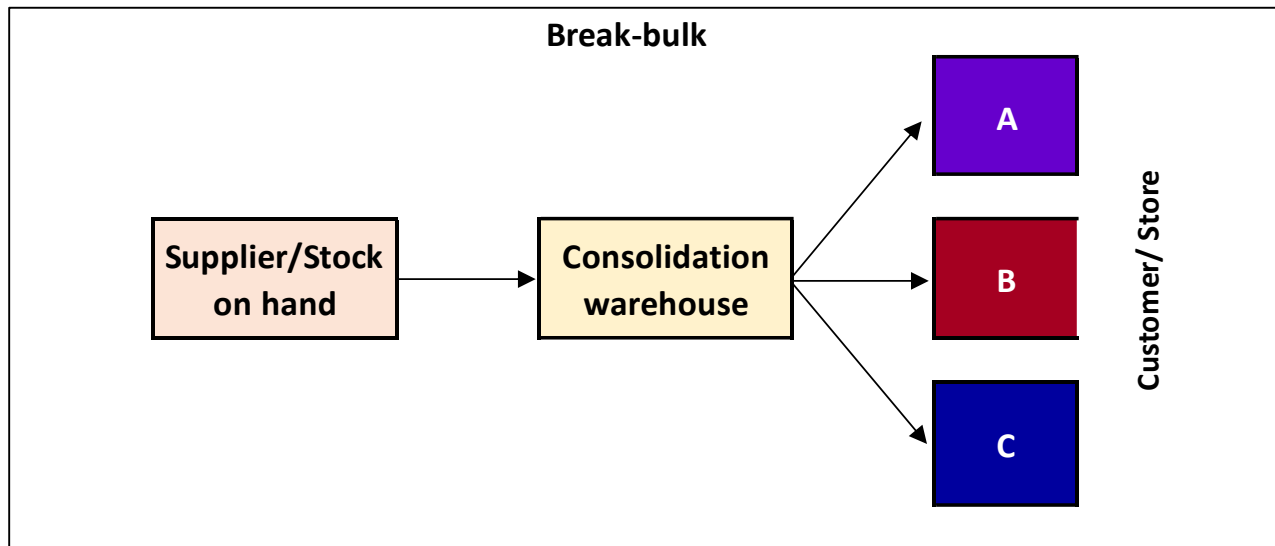 Break-bulk
Supplier/Stock
on hand
Consolidation
warehouse
A
B
C
Customer/ Store